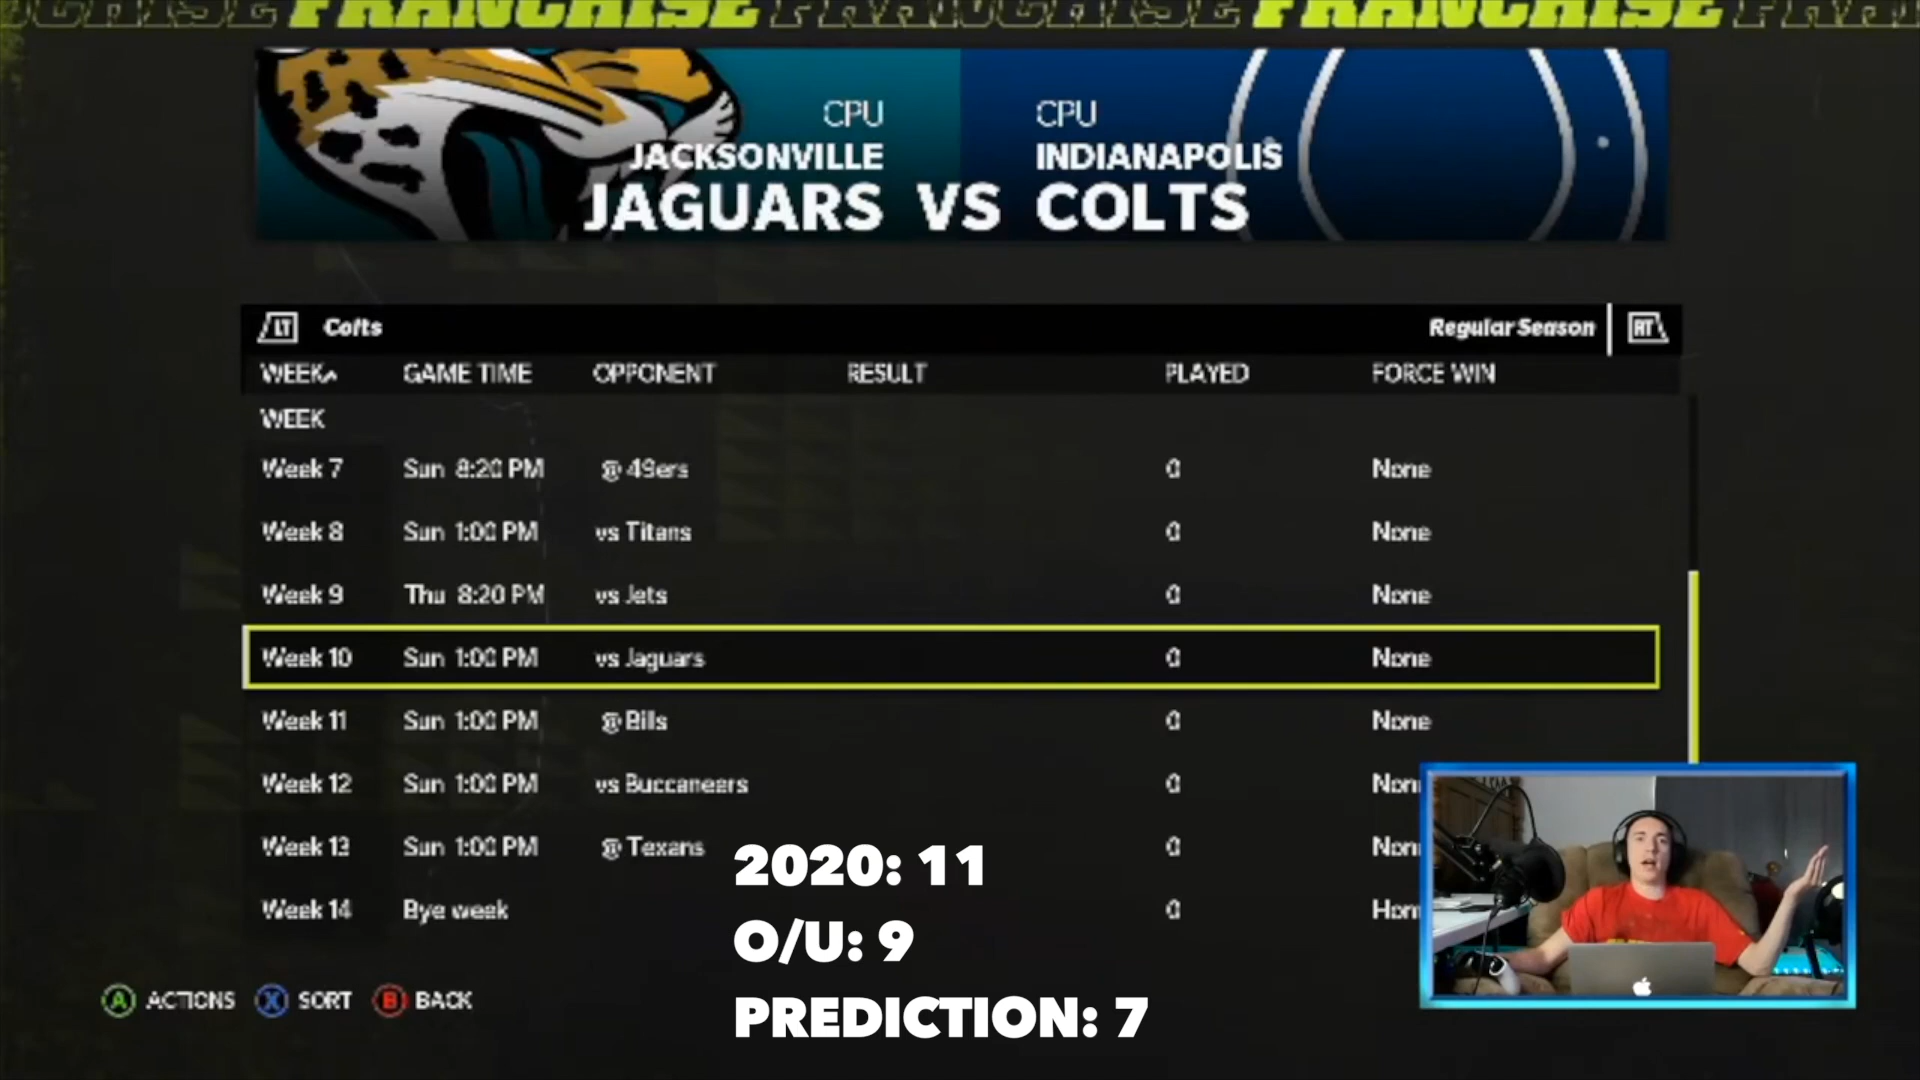 FRANCHISE FRANCHISE FRANCHISE
CPU
JACKSONVILLE
JAGUARS VS
CPU
INDIANAPOLIS
COLTS
LT Colts Regular Season RT
WEEK GAME TIME OPPONENT RESULT PLAYED FORCE WIN
WEEK
Week 7 Sun 8:20 PM @ 49ers 0 None
Week 8 Sun 1:00 PM vs Titans 0 None
Week 9 Thu 8:20 PM vs Jets 0 None
Week 10 Sun 1:00 PM vs Jaguars 0 None
Week 11 Sun 1:00 PM @ Bills 0 None
Week 12 Sun 1:00 PM vs Buccaneers 0 Non
Week 13 Sun 1:00 PM @ Texans 0 Non
Week 14 Bye week 0 Hom
2020: 11
O/U: 9
PREDICTION: 7
A ACTIONS X SORT B BACK